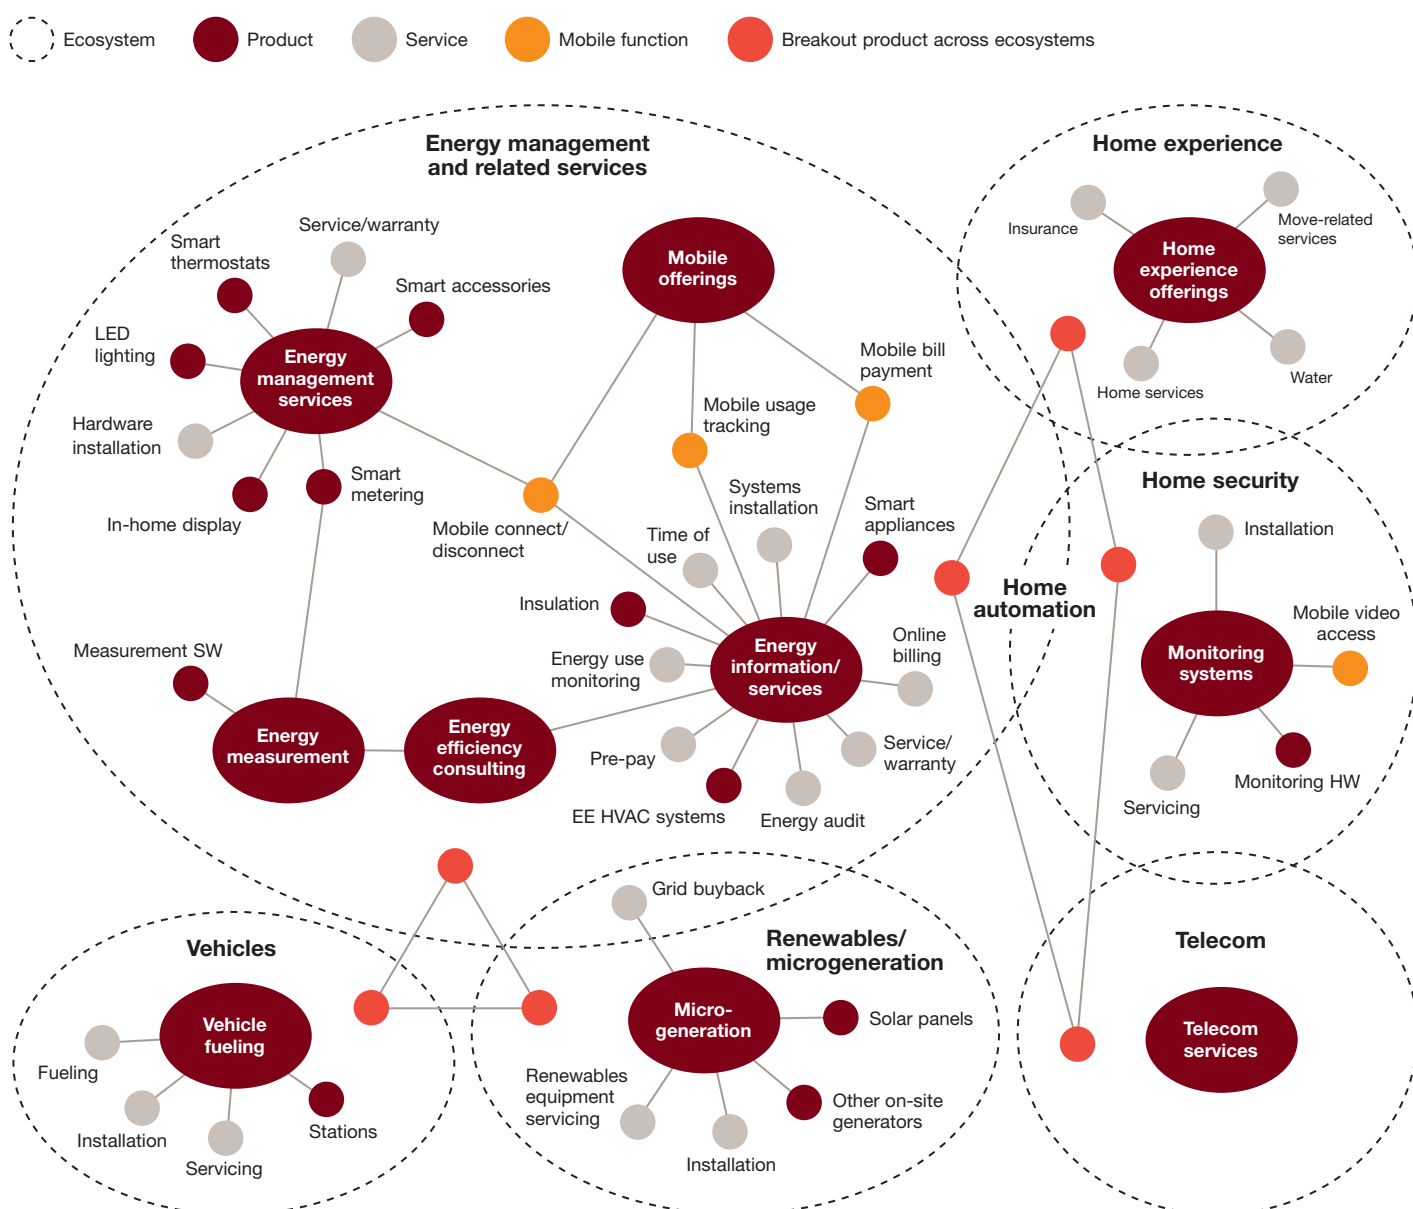 Ecosystem
Product
Service
Mobile function
Breakout product across ecosystems
Energy management
and related services
Service/warranty
Smart
thermostats
Smart accessories
LED
lighting
Energy
management
services
Hardware
installation
In-home display
Smart
metering
Mobile
offerings
Mobile bill
payment
Mobile usage
tracking
Mobile connect/
disconnect
Systems
installation
Time of
use
Smart
appliances
Insulation
Energy use
monitoring
Energy
information/
services
Online
billing
Pre-pay
Service/
warranty
EE HVAC systems
Energy audit
Measurement SW
Energy
measurement
Energy
efficiency
consulting
Home experience
Insurance
Move-related
services
Home
experience
offerings
Home services
Water
Home
automation
Home security
Installation
Mobile video
access
Monitoring
systems
Monitoring HW
Servicing
Vehicles
Vehicle
fueling
Fueling
Installation
Servicing
Stations
Grid buyback
Renewables/
microgeneration
Micro-
generation
Solar panels
Renewables
equipment
servicing
Other on-site
generators
Installation
Telecom
Telecom
services